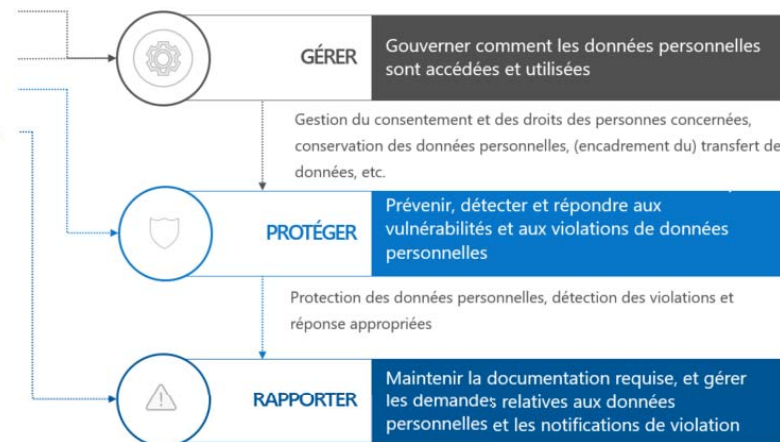 GÉRER
Gouverner comment les données personnelles
sont accédées et utilisées
Gestion du consentement et des droits des personnes concernées,
conservation des données personnelles, (encadrement du) transfert de
données, etc.
PROTÉGER
Prévenir, détecter et répondre aux
vulnérabilités et aux violations de données
personnelles
Protection des données personnelles, détection des violations et
réponse appropriées
RAPPORTER
Maintenir la documentation requise, et gérer
les demandes relatives aux données
personnelles et les notifications de violation